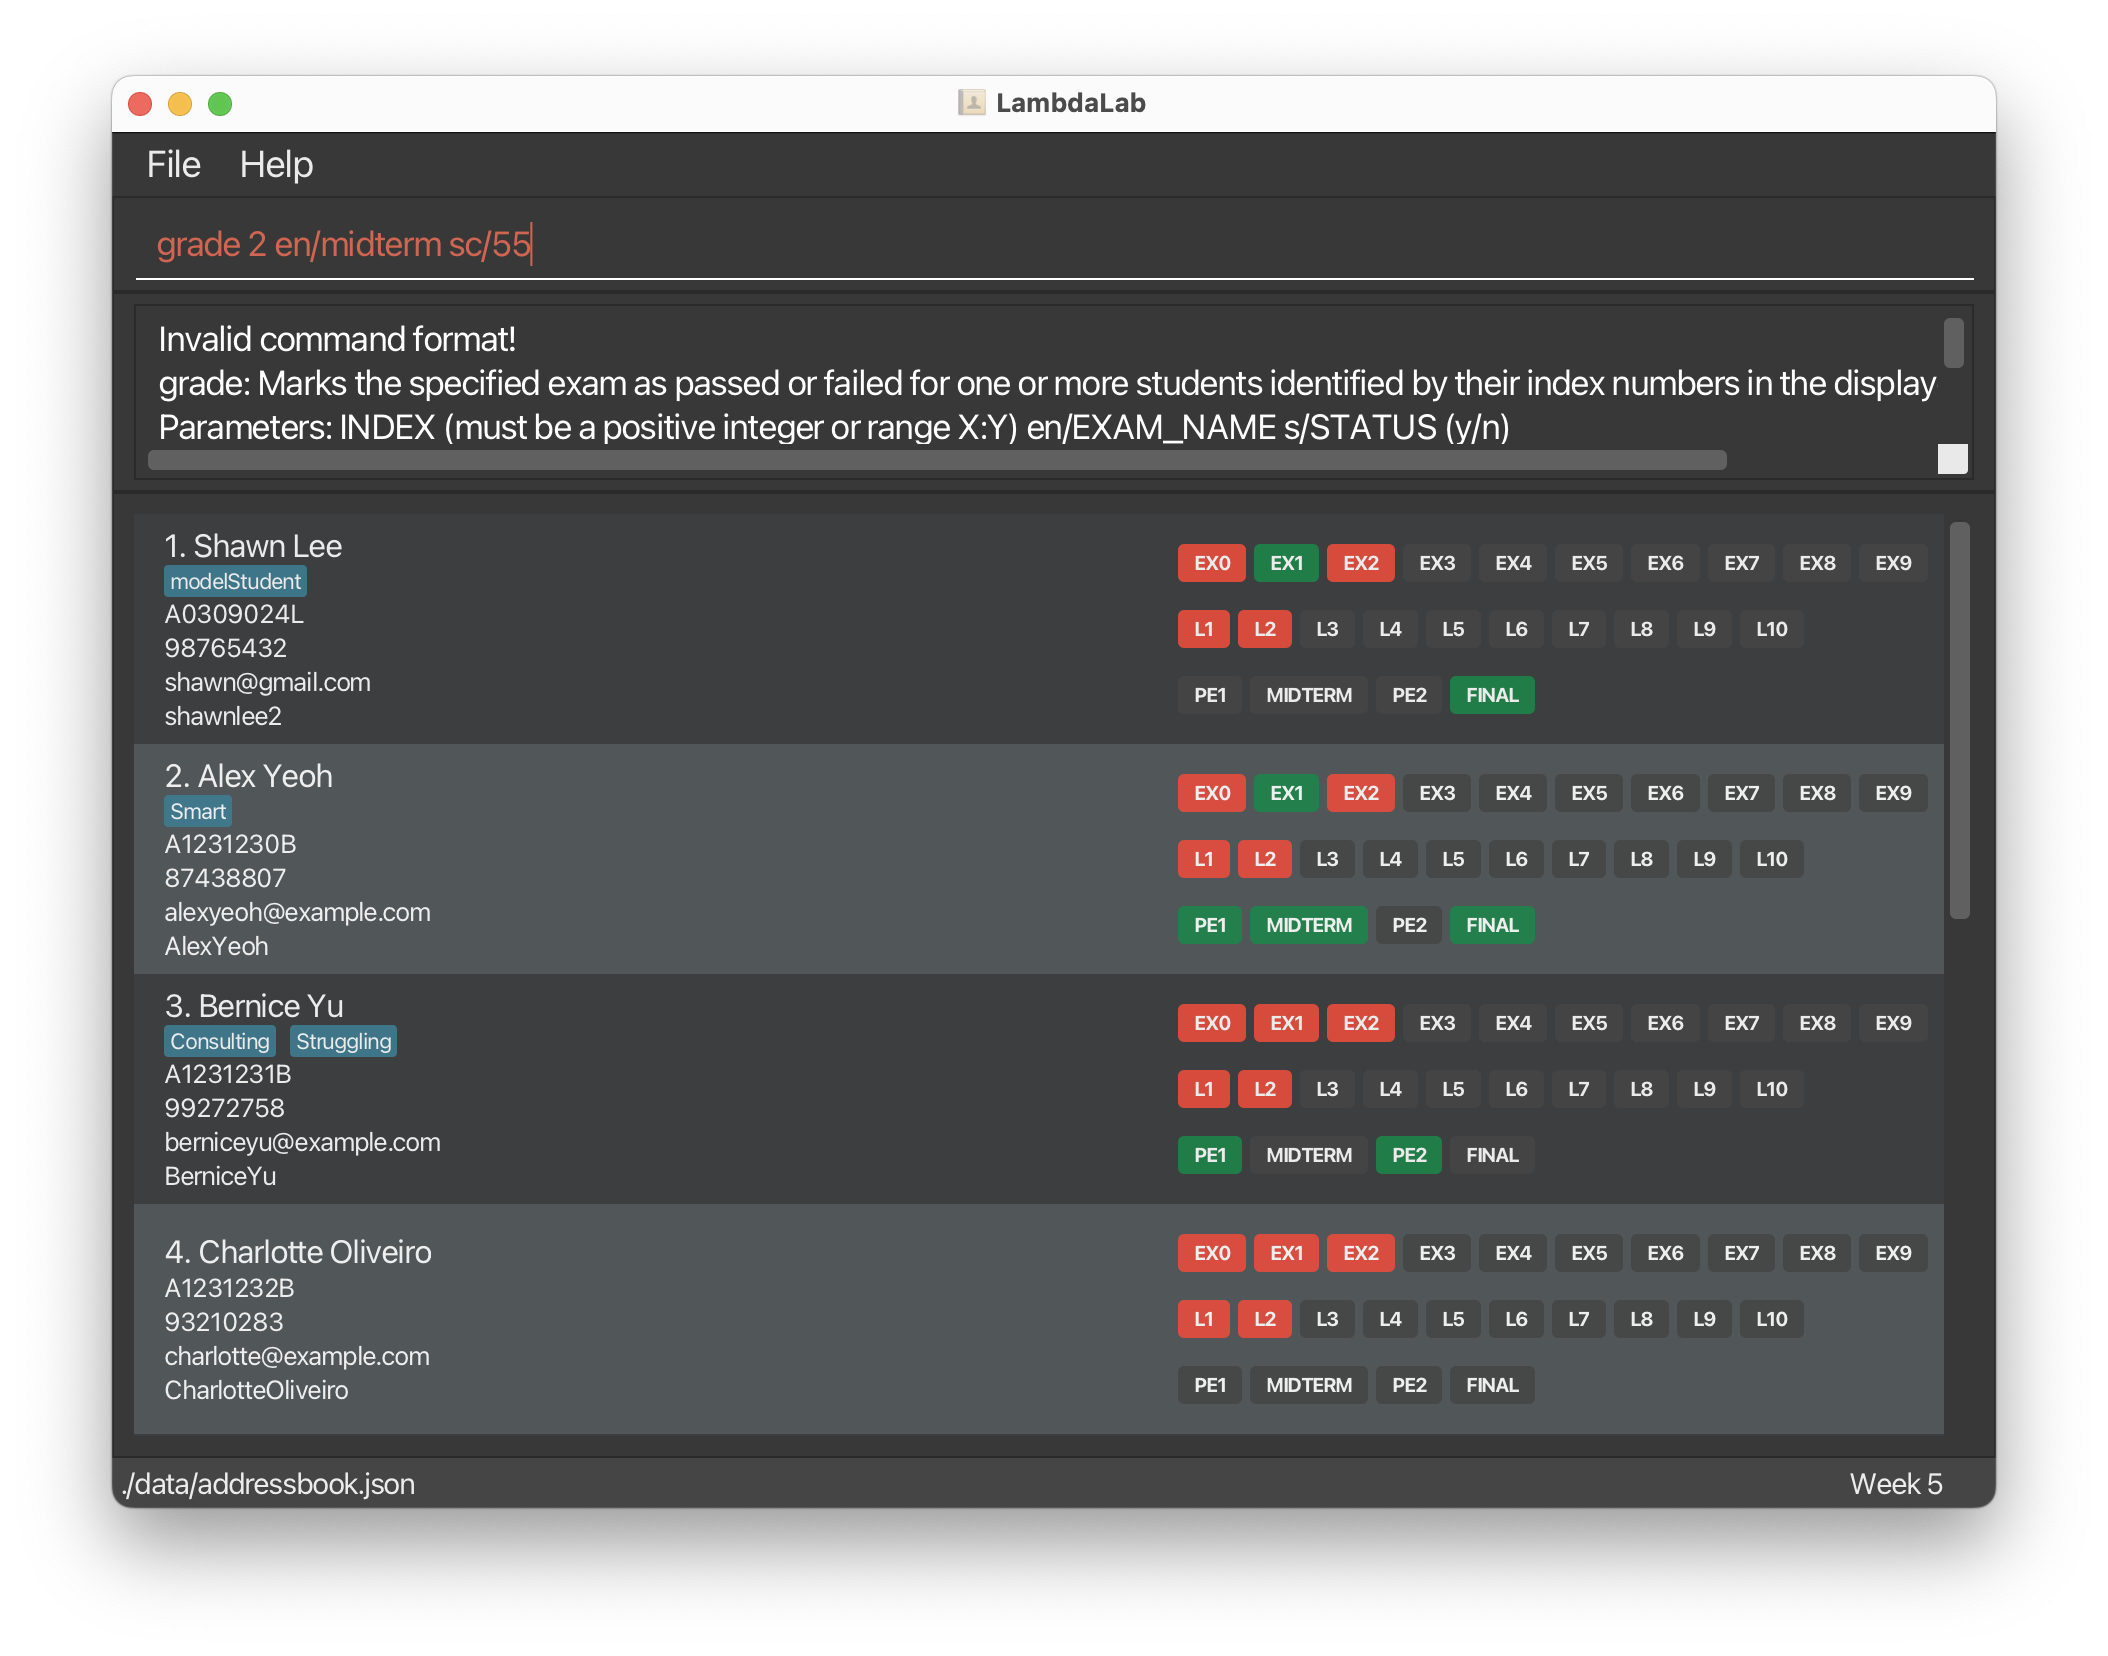 LambdaLab
File Help
grade 2 en/midterm sc/55
Invalid command format!
grade: Marks the specified exam as passed or failed for one or more students identified by their index numbers in the display
Parameters: INDEX (must be a positive integer or range X:Y) en/EXAM_NAME s/STATUS (y/n)
1. Shawn Lee
modelStudent
A0309024L
98765432
shawn@gmail.com
shawnlee2
EX0 EX1 EX2 EX3 EX4 EX5 EX6 EX7 EX8 EX9
L1 L2 L3 L4 L5 L6 L7 L8 L9 L10
PE1 MIDTERM PE2 FINAL
2. Alex Yeoh
Smart
A1231230B
87438807
alexyeoh@example.com
AlexYeoh
EX0 EX1 EX2 EX3 EX4 EX5 EX6 EX7 EX8 EX9
L1 L2 L3 L4 L5 L6 L7 L8 L9 L10
PE1 MIDTERM PE2 FINAL
3. Bernice Yu
Consulting Struggling
A1231231B
99272758
berniceyu@example.com
BerniceYu
EX0 EX1 EX2 EX3 EX4 EX5 EX6 EX7 EX8 EX9
L1 L2 L3 L4 L5 L6 L7 L8 L9 L10
PE1 MIDTERM PE2 FINAL
4. Charlotte Oliveiro
A1231232B
93210283
charlotte@example.com
CharlotteOliveiro
EX0 EX1 EX2 EX3 EX4 EX5 EX6 EX7 EX8 EX9
L1 L2 L3 L4 L5 L6 L7 L8 L9 L10
PE1 MIDTERM PE2 FINAL
./data/addressbook.json
Week 5